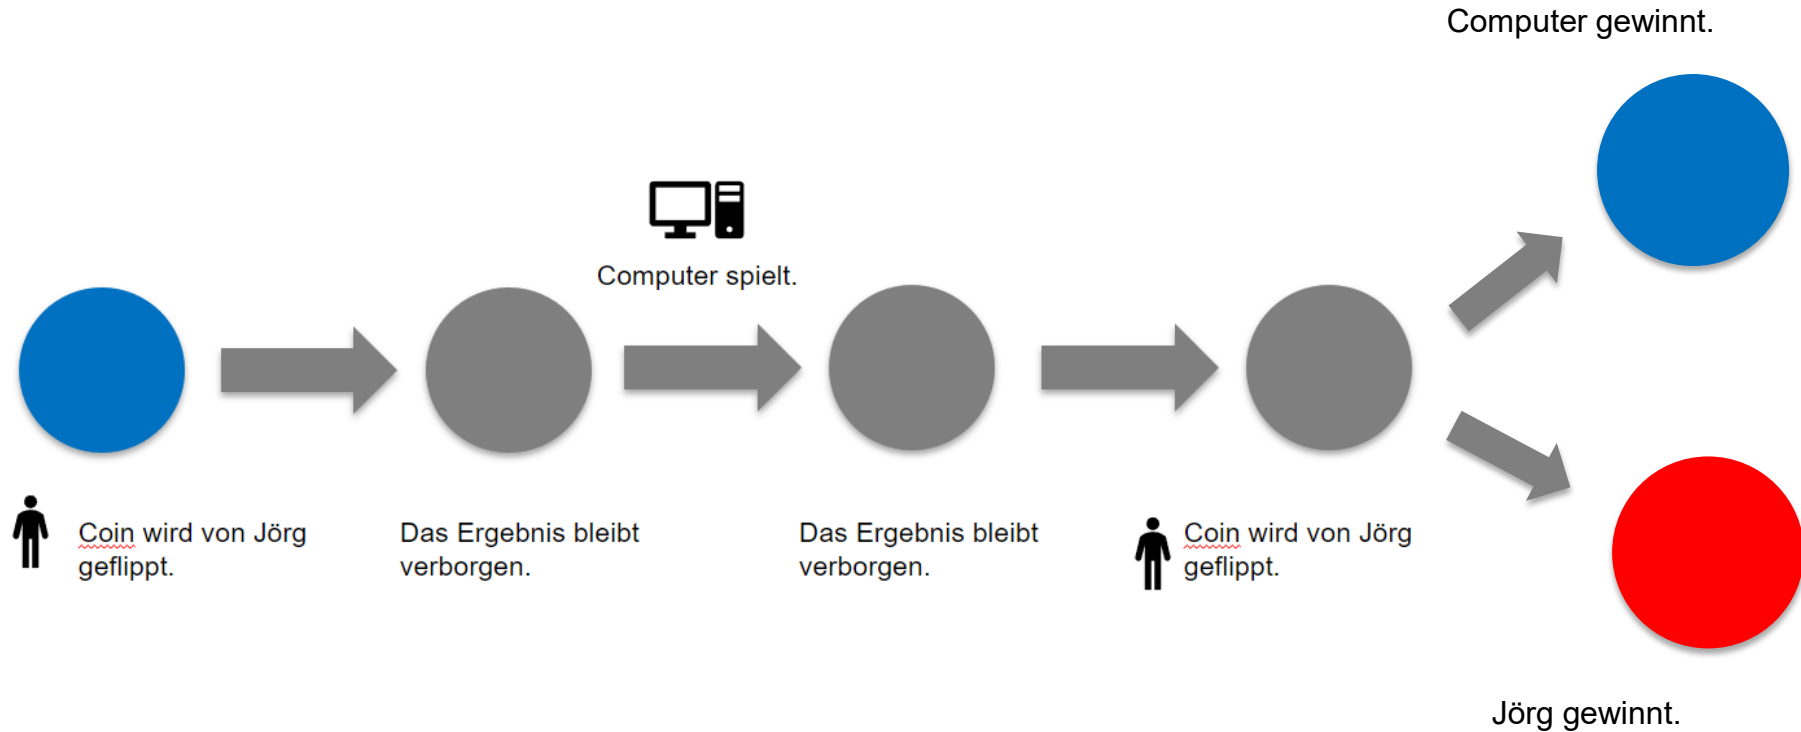 Computer gewinnt.
Computer spielt.
Coin wird von Jörg
geflippt.
Das Ergebnis bleibt
verborgen.
Das Ergebnis bleibt
verborgen.
Coin wird von Jörg
geflippt.
Jörg gewinnt.